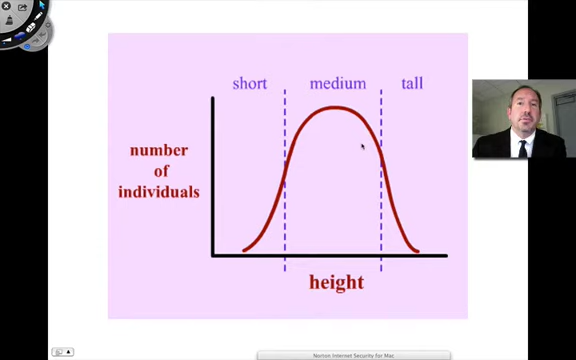 short medium tall
number
of
individuals
height
Norton Internet Security for Mac